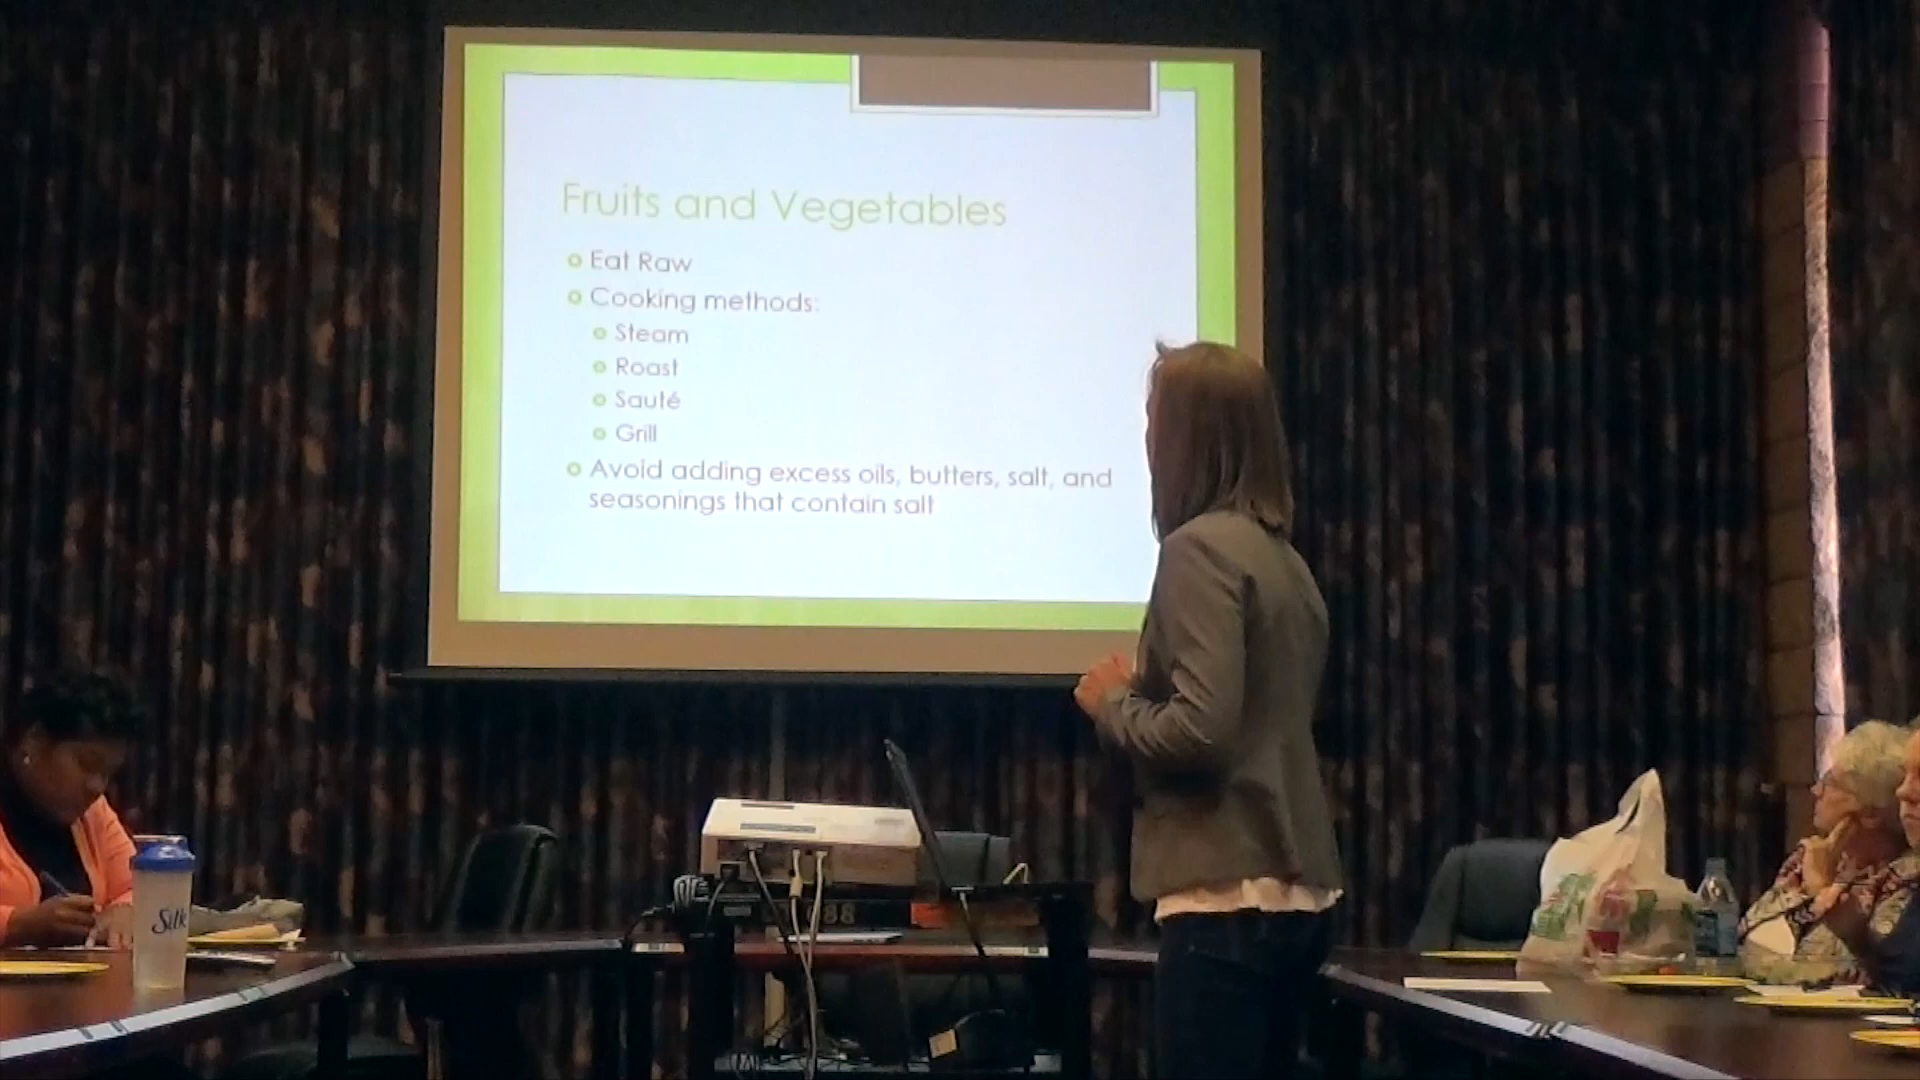 Fruits and Vegetables
Eat Raw
Cooking methods:
Steam
Roast
Sauté
Grill
Avoid adding excess oils, butters, salt, and
seasonings that contain salt
Silk
88